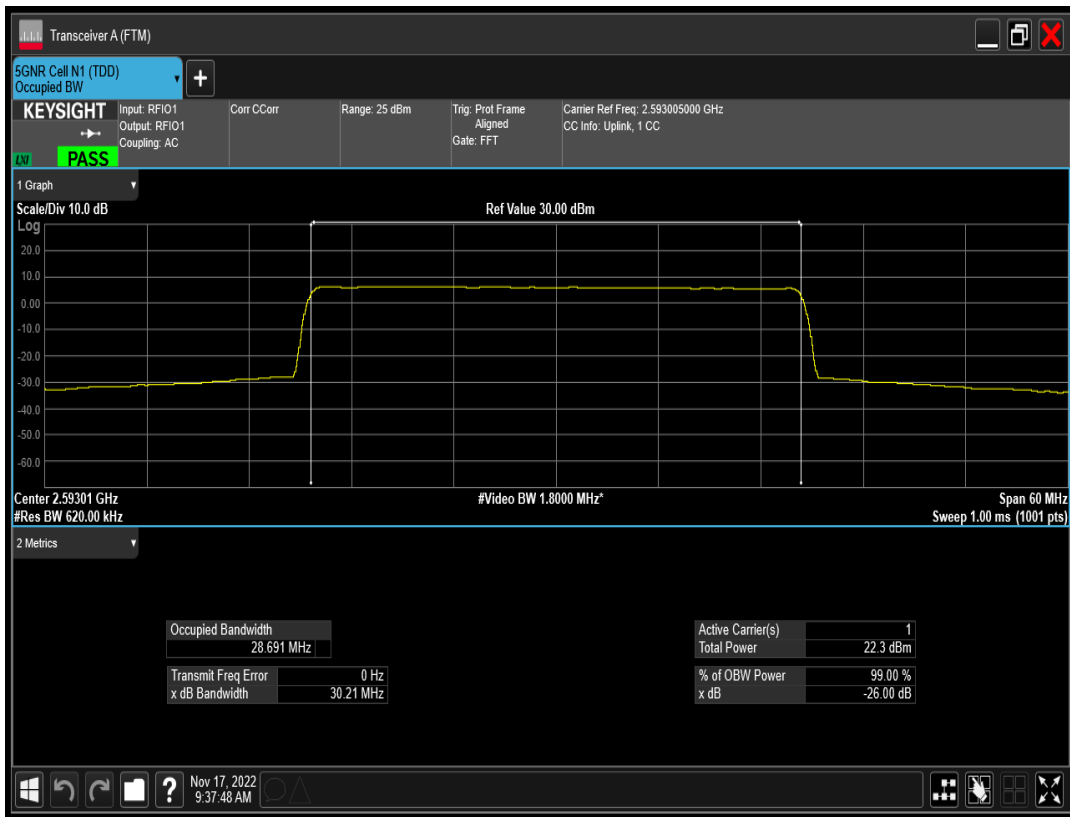 Transceiver A (FTM)
5GNR Cell N1 (TDD)
Occupied BW
+
KEYSIGHT
LXI
PASS
Input: RFIO1
Output: RFIO1
Coupling: AC
Corr CCorr
Range: 25 dBm
Trig: Prot Frame
Aligned
Gate: FFT
Carrier Ref Freq: 2.593005000 GHz
CC Info: Uplink, 1 CC
1 Graph
Scale/Div 10.0 dB
Ref Value 30.00 dBm
Log
20.0
10.0
0.00
-10.0
-20.0
-30.0
-40.0
-50.0
-60.0
Center 2.59301 GHz
#Video BW 1.8000 MHz*
Span 60 MHz
#Res BW 620.00 kHz
Sweep 1.00 ms (1001 pts)
2 Metrics
Occupied Bandwidth
28.691 MHz
Transmit Freq Error 0 Hz
x dB Bandwidth 30.21 MHz
Active Carrier(s) 1
Total Power 22.3 dBm
% of OBW Power 99.00 %
x dB -26.00 dB
?
Nov 17, 2022
9:37:48 AM